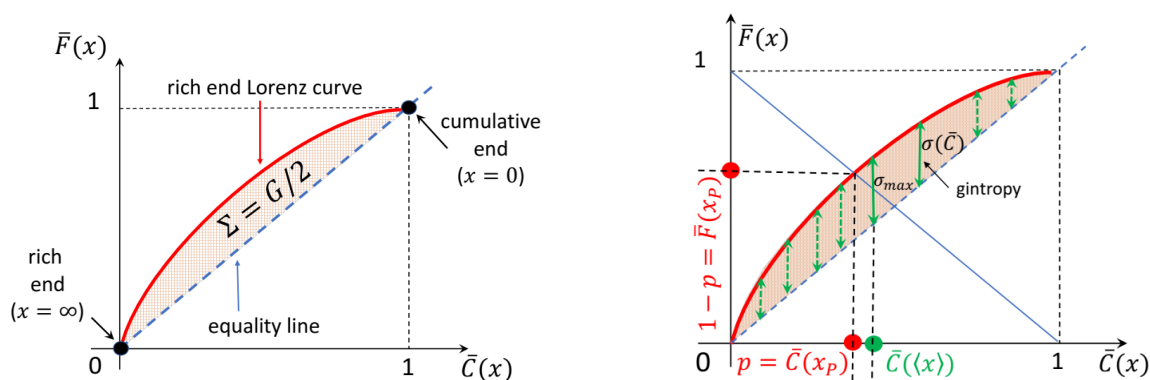 F̄(x)
rich end Lorenz curve
1
cumulative
end
(x = 0)
Σ = G/2
rich
end
(x = ∞)
equality line
0
1
C̄(x)
F̄(x)
1
σ(C̄)
σmax
gintropy
1 − p = F̄(x_P)
0
p = C̄(x_P)
C̄(⟨x⟩)
1
C̄(x)